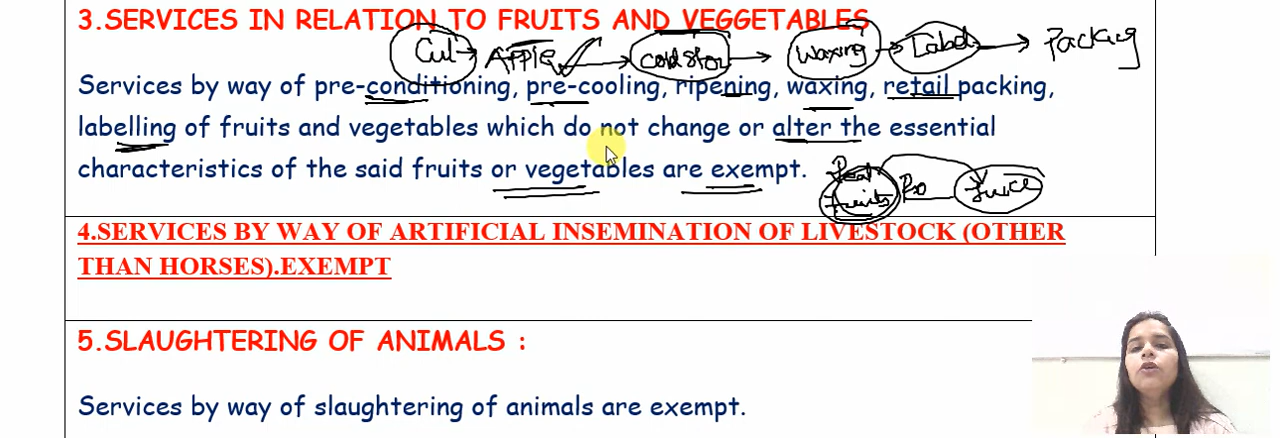 3.SERVICES IN RELATION TO FRUITS AND VEGGETABLES
Cut APPle Cold Stor Waxing Label Packing
Services by way of pre-conditioning, pre-cooling, ripening, waxing, retail packing,
labelling of fruits and vegetables which do not change or alter the essential
characteristics of the said fruits or vegetables are exempt.
Fruits Juice
4.SERVICES BY WAY OF ARTIFICIAL INSEMINATION OF LIVESTOCK (OTHER
THAN HORSES).EXEMPT
5.SLAUGHTERING OF ANIMALS :
Services by way of slaughtering of animals are exempt.